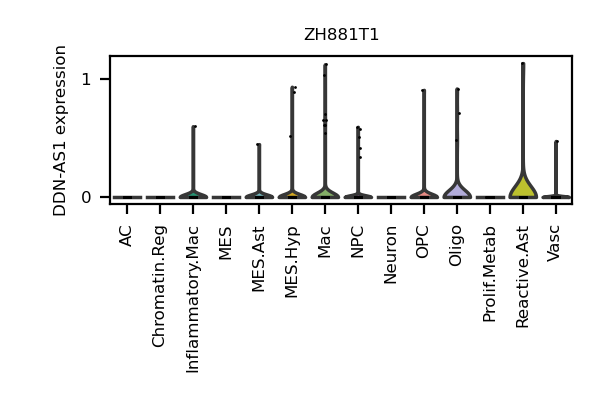 ZH881T1
DDN-AS1 expression
1
0
AC
Chromatin.Reg
Inflammatory.Mac
MES
MES.Ast
MES.Hyp
Mac
NPC
Neuron
OPC
Oligo
Prolif.Metab
Reactive.Ast
Vasc